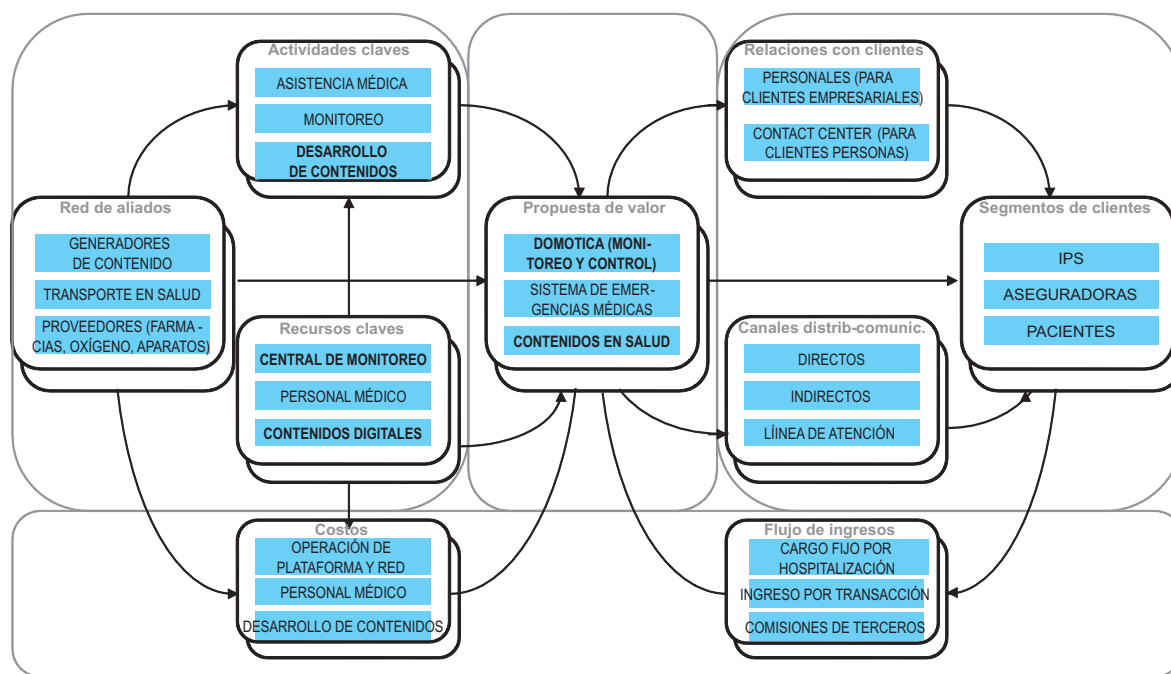 Actividades claves
ASISTENCIA MÉDICA
MONITOREO
DESARROLLO
DE CONTENIDOS
Relaciones con clientes
PERSONALES (PARA
CLIENTES EMPRESARIALES)
CONTACT CENTER (PARA
CLIENTES PERSONAS)
Red de aliados
GENERADORES
DE CONTENIDO
TRANSPORTE EN SALUD
PROVEEDORES (FARMA -
CIAS, OXÍGENO, APARATOS)
Propuesta de valor
DOMOTICA (MONI-
TOREO Y CONTROL)
SISTEMA DE EMER-
GENCIAS MÉDICAS
CONTENIDOS EN SALUD
Segmentos de clientes
IPS
ASEGURADORAS
PACIENTES
Recursos claves
CENTRAL DE MONITOREO
PERSONAL MÉDICO
CONTENIDOS DIGITALES
Canales distrib-comunic.
DIRECTOS
INDIRECTOS
LÍINEA DE ATENCIÓN
Costos
OPERACIÓN DE
PLATAFORMA Y RED
PERSONAL MÉDICO
DESARROLLO DE CONTENIDOS
Flujo de ingresos
CARGO FIJO POR
HOSPITALIZACIÓN
INGRESO POR TRANSACCIÓN
COMISIONES DE TERCEROS